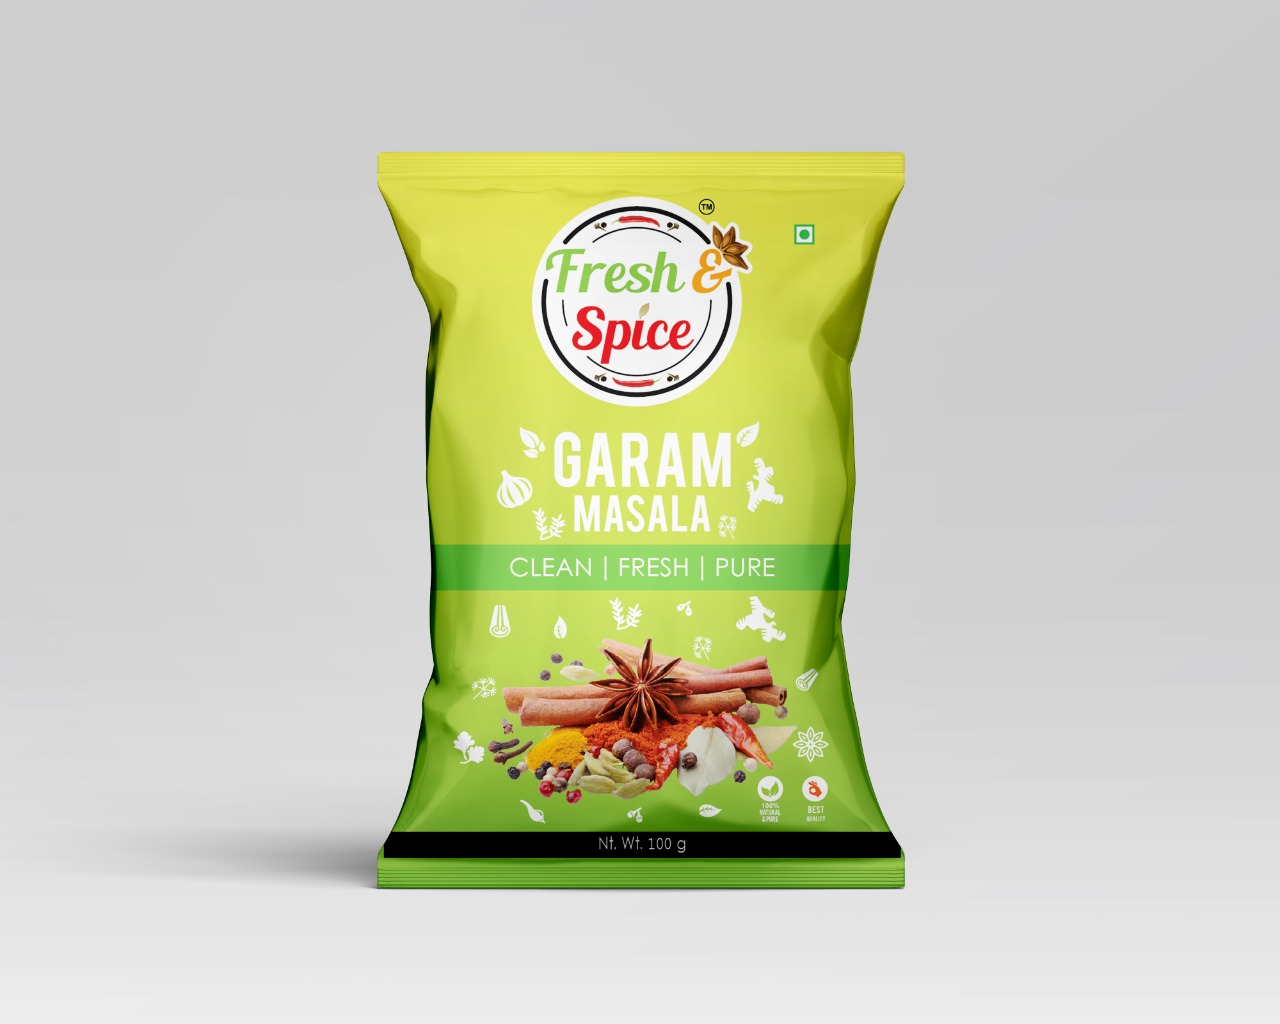 TM
Fresh &
Spice
GARAM
MASALA
CLEAN | FRESH | PURE
100%
NATURAL
& PURE
BEST
QUALITY
Nt. Wt. 100 g